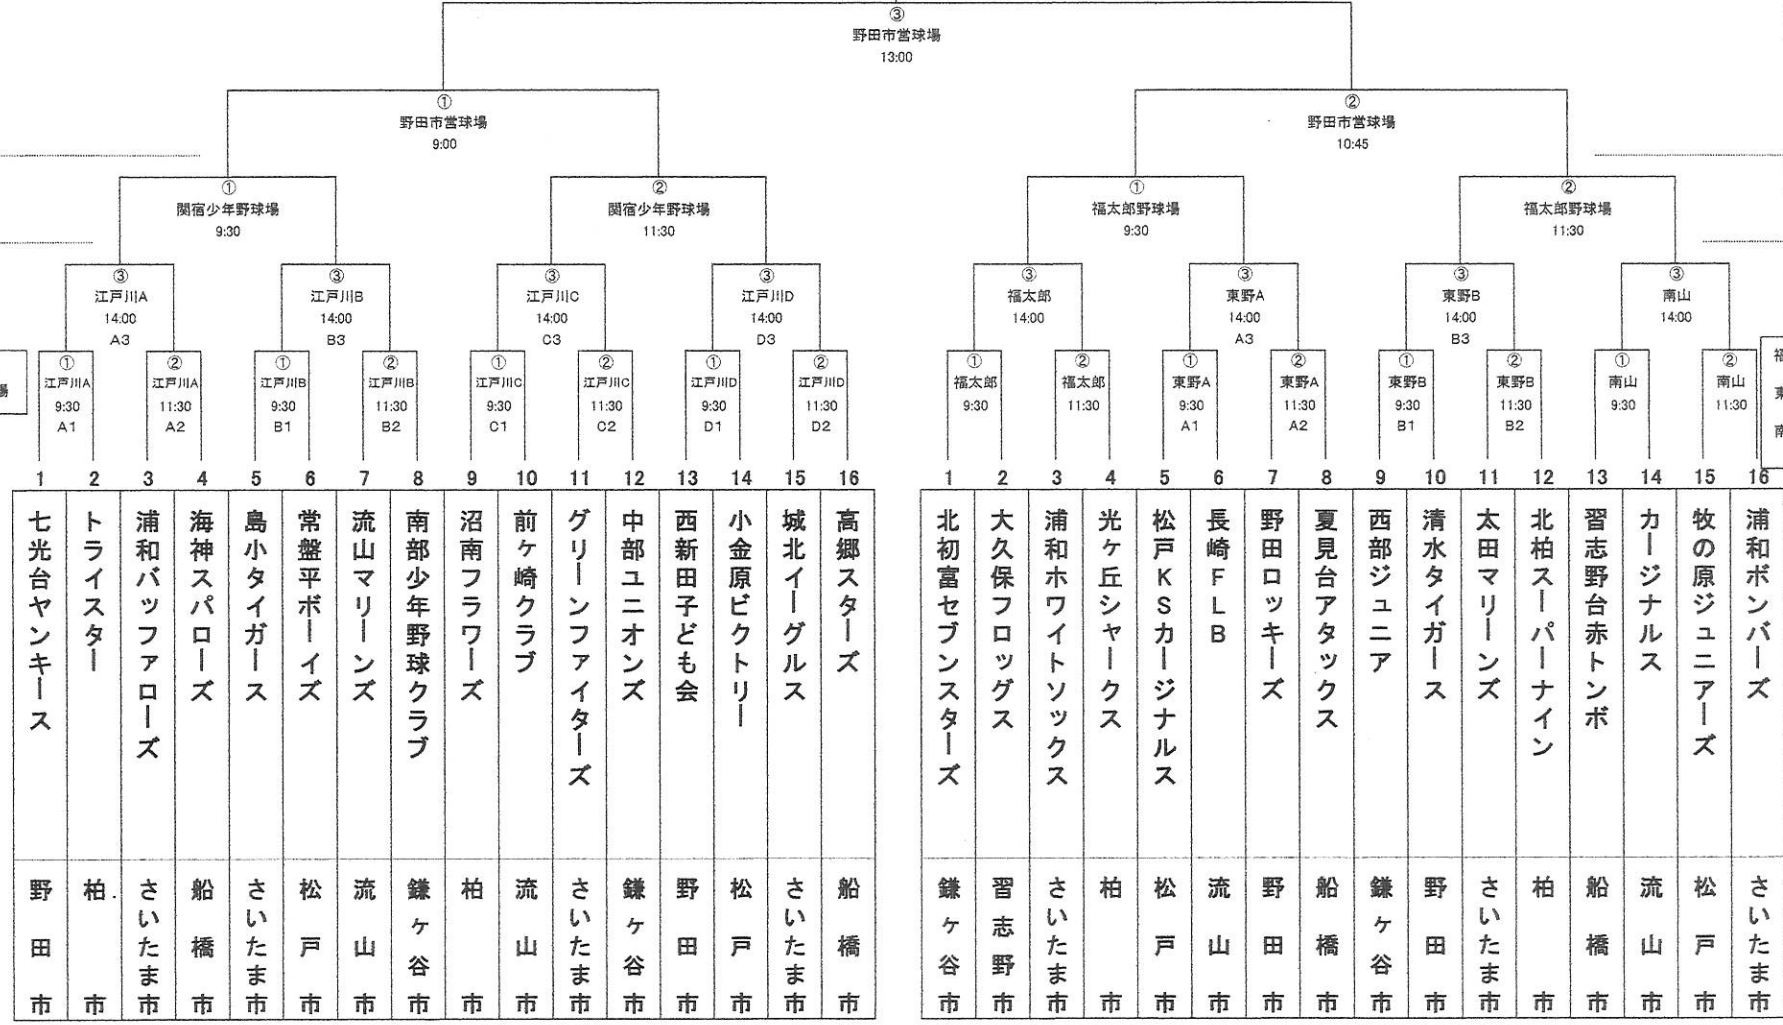 ③
野田市営球場
13:00
①
野田市営球場
9:00
②
野田市営球場
10:45
①
関宿少年野球場
9:30
②
関宿少年野球場
11:30
①
福太郎野球場
9:30
②
福太郎野球場
11:30
③
江戸川A
14:00
A3
③
江戸川B
14:00
B3
③
江戸川C
14:00
C3
③
江戸川D
14:00
D3
③
福太郎
14:00
③
東野A
14:00
A3
③
東野B
14:00
B3
③
南山
14:00
場
①
江戸川A
9:30
A1
②
江戸川A
11:30
A2
①
江戸川B
9:30
B1
②
江戸川B
11:30
B2
①
江戸川C
9:30
C1
②
江戸川C
11:30
C2
①
江戸川D
9:30
D1
②
江戸川D
11:30
D2
①
福太郎
9:30
②
福太郎
11:30
①
東野A
9:30
A1
②
東野A
11:30
A2
①
東野B
9:30
B1
②
東野B
11:30
B2
①
南山
9:30
②
南山
11:30
福
東
南
1 2 3 4 5 6 7 8 9 10 11 12 13 14 15 16
七光台ヤンキース
トライスター
浦和バッファローズ
海神スパローズ
島小タイガース
常盤平ボーイズ
流山マリーンズ
南部少年野球クラブ
沼南フラワーズ
前ヶ崎クラブ
グリーンファイターズ
中部ユニオンズ
西新田子ども会
小金原ビクトリー
城北イーグルス
高郷スターズ
野田市
柏市
さいたま市
船橋市
さいたま市
松戸市
流山市
鎌ヶ谷市
柏市
流山市
さいたま市
鎌ヶ谷市
野田市
松戸市
さいたま市
船橋市
1 2 3 4 5 6 7 8 9 10 11 12 13 14 15 16
北初富セブンスターズ
大久保フロッグス
浦和ホワイトソックス
光ケ丘シャークス
松戸KSカージナルス
長崎FLB
野田ロッキーズ
夏見台アタックス
西部ジュニア
清水タイガース
太田マリーンズ
北柏スーパーナイン
習志野台赤トンボ
カージナルス
牧の原ジュニアーズ
浦和ボンバーズ
鎌ヶ谷市
習志野市
さいたま市
柏市
松戸市
流山市
野田市
船橋市
鎌ヶ谷市
野田市
さいたま市
柏市
船橋市
流山市
松戸市
さいたま市